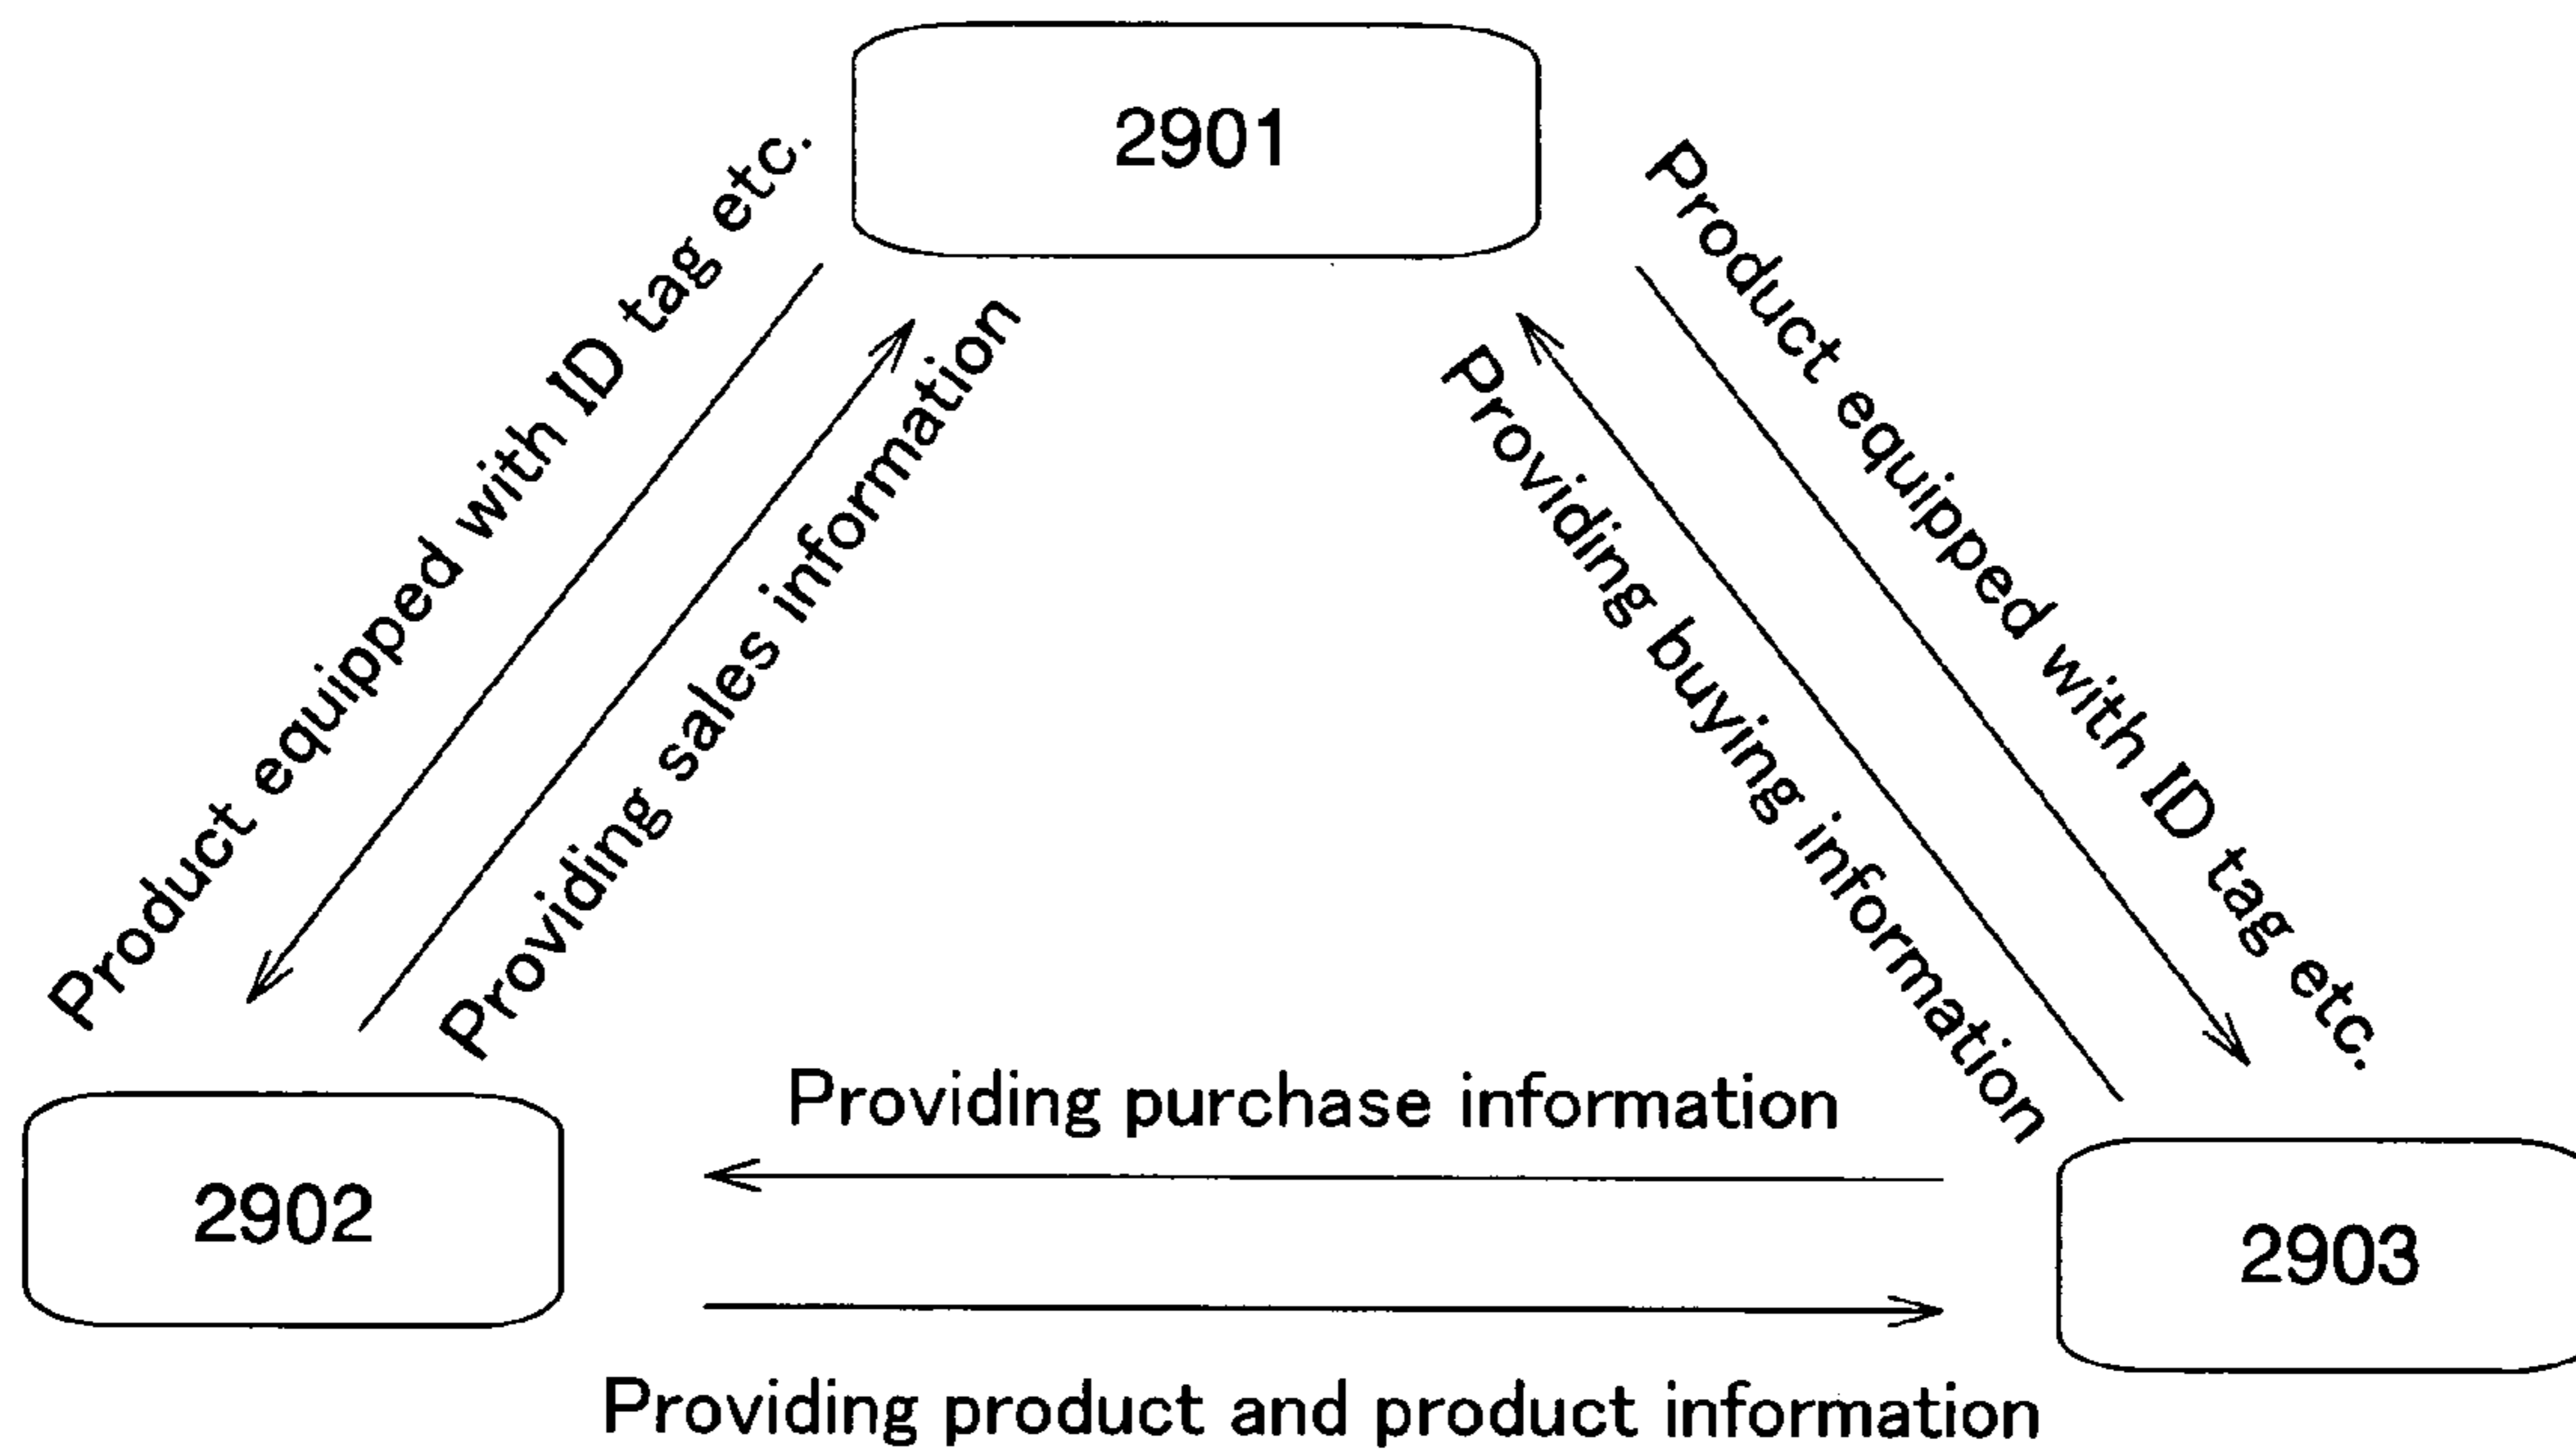 2901
Product equipped with ID tag etc.
Providing sales information
Providing buying information
Product equipped with ID tag etc.
Providing purchase information
2902
2903
Providing product and product information